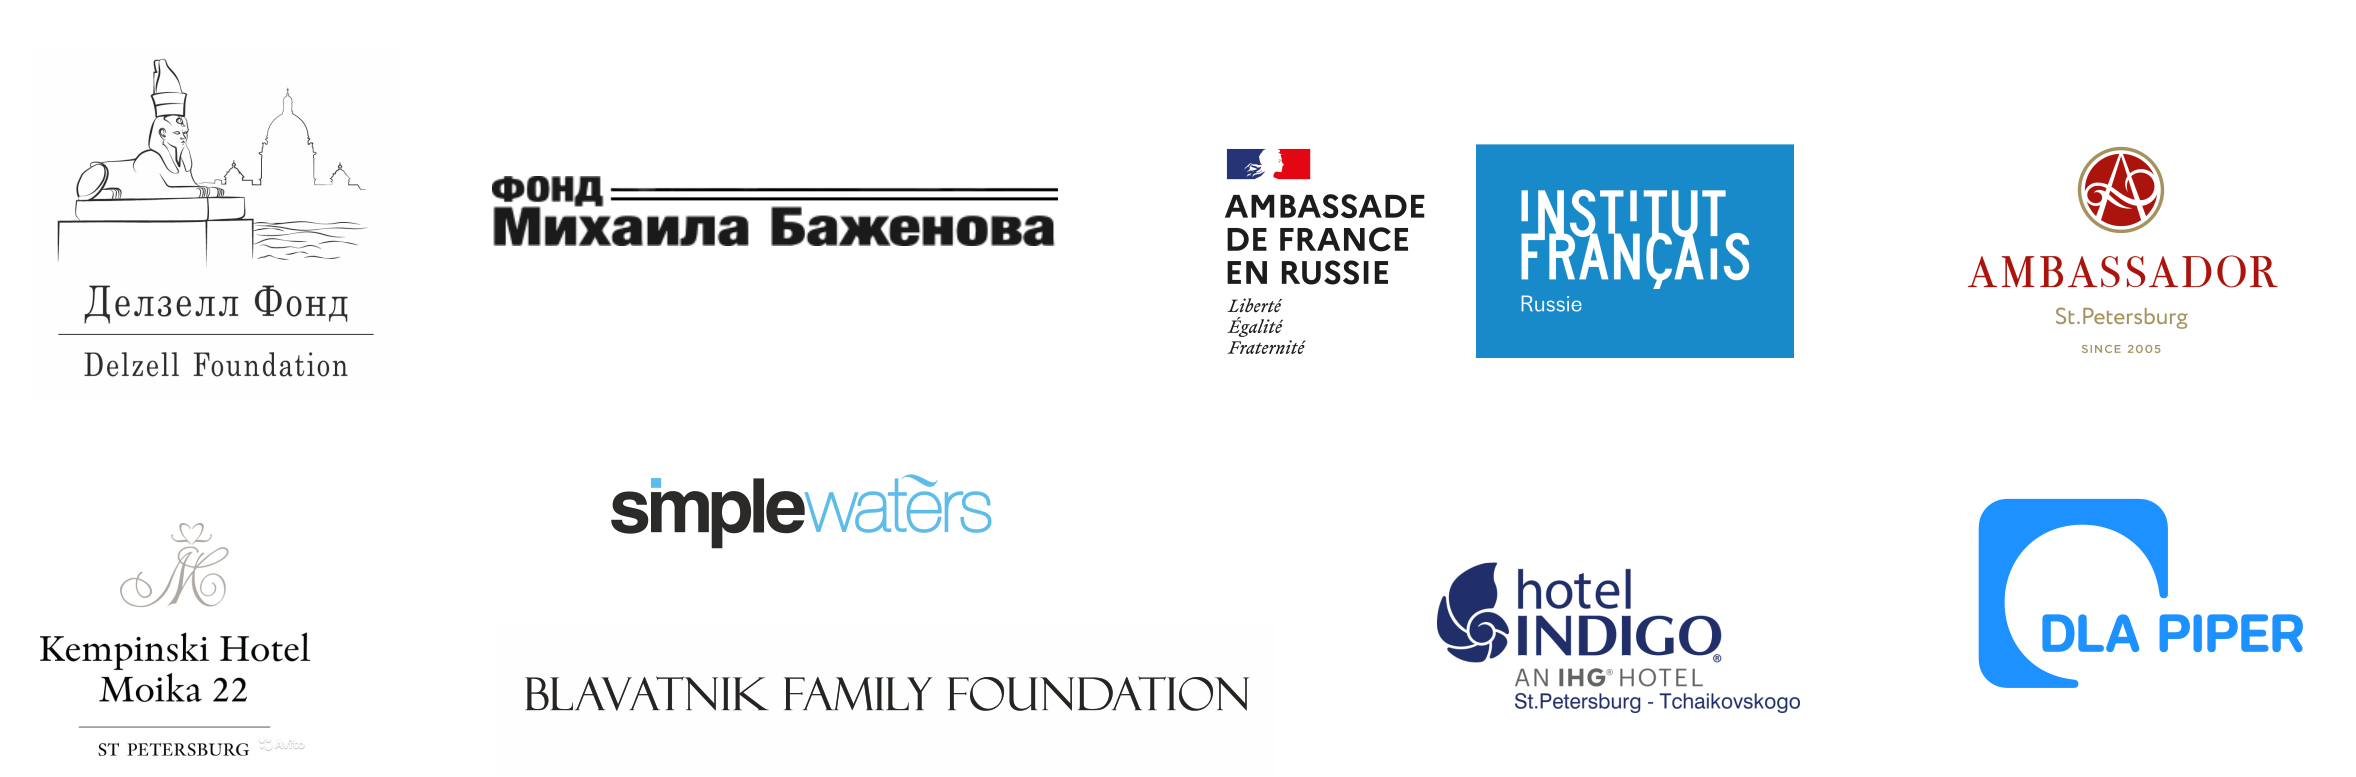 Делзелл Фонд
Delzell Foundation
ФОНД
Михаила Баженова
AMBASSADE
DE FRANCE
EN RUSSIE
Liberté
Égalité
Fraternité
INSTITUT
FRANÇAIS
Russie
AMBASSADOR
St.Petersburg
SINCE 2005
Kempinski Hotel
Moika 22
ST PETERSBURG
Avito
simplewaters
BLAVATNIK FAMILY FOUNDATION
hotel
INDIGO®
AN IHG® HOTEL
St.Petersburg - Tchaikovskogo
DLA PIPER